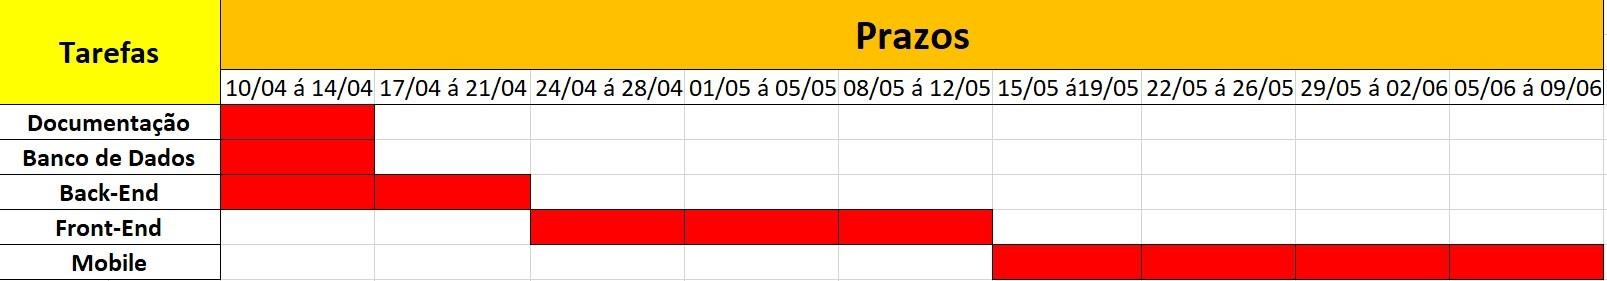 Tarefas
Prazos
10/04 á 14/04 17/04 á 21/04 24/04 á 28/04 01/05 á 05/05 08/05 á 12/05 15/05 á19/05 22/05 á 26/05 29/05 á 02/06 05/06 á 09/06
Documentação
Banco de Dados
Back-End
Front-End
Mobile